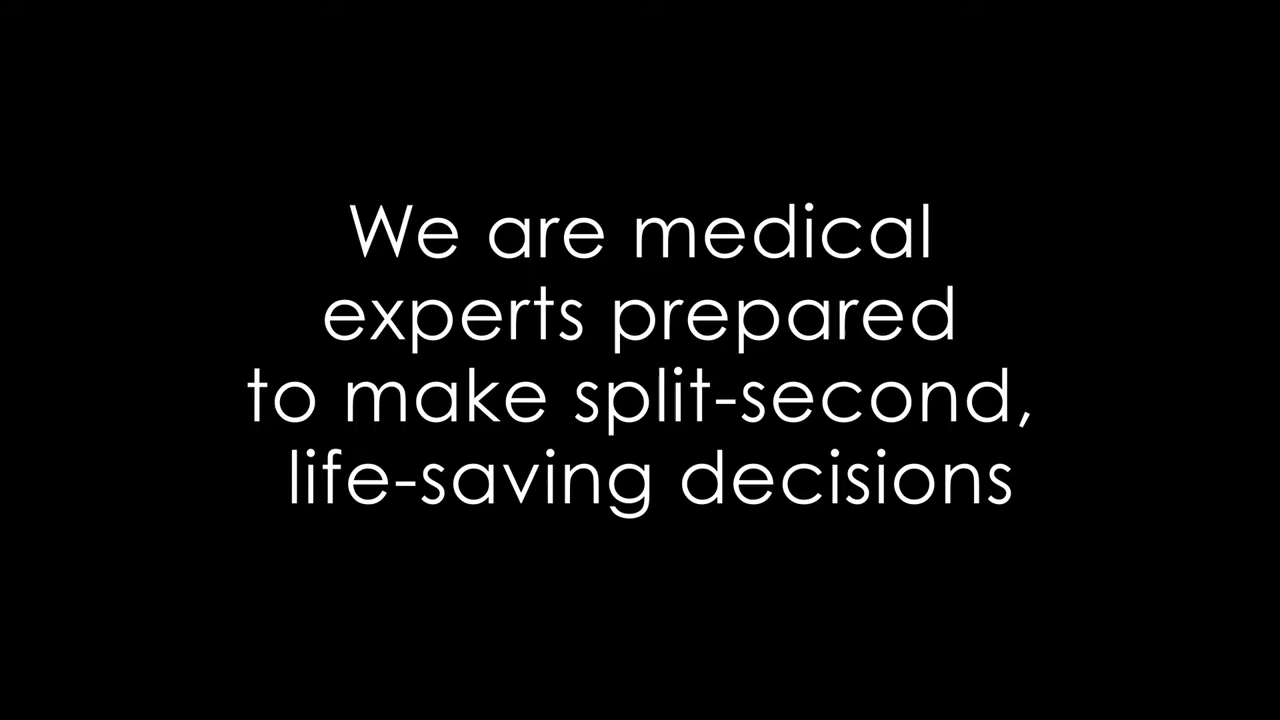 We are medical
experts prepared
to make split-second,
life-saving decisions